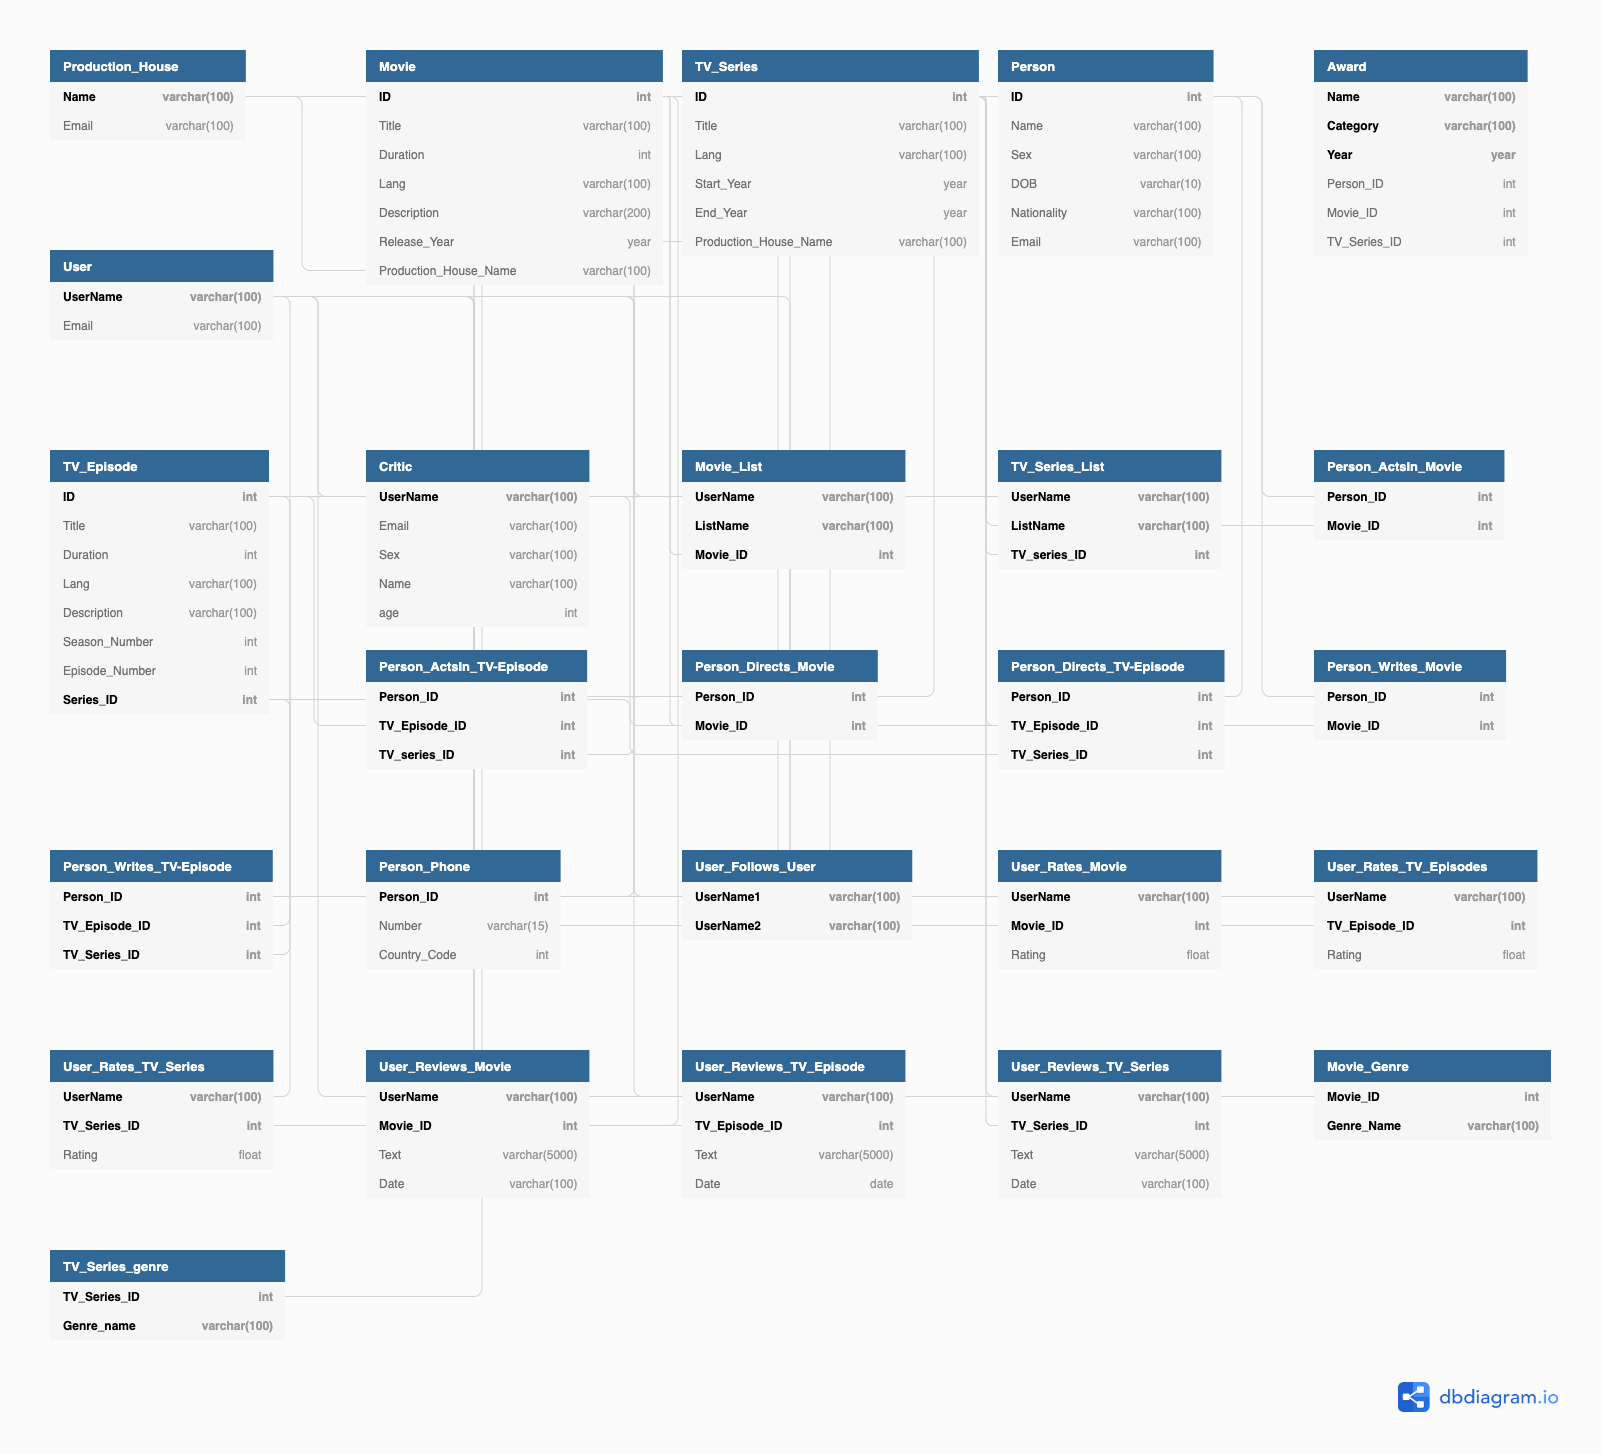 Production_House
Name varchar(100)
Email varchar(100)
Movie
ID int
Title varchar(100)
Duration int
Lang varchar(100)
Description varchar(200)
Release_Year year
Production_House_Name varchar(100)
TV_Series
ID int
Title varchar(100)
Lang varchar(100)
Start_Year year
End_Year year
Production_House_Name varchar(100)
Person
ID int
Name varchar(100)
Sex varchar(100)
DOB varchar(10)
Nationality varchar(100)
Email varchar(100)
Award
Name varchar(100)
Category varchar(100)
Year year
Person_ID int
Movie_ID int
TV_Series_ID int
User
UserName varchar(100)
Email varchar(100)
TV_Episode
ID int
Title varchar(100)
Duration int
Lang varchar(100)
Description varchar(100)
Season_Number int
Episode_Number int
Series_ID int
Critic
UserName varchar(100)
Email varchar(100)
Sex varchar(100)
Name varchar(100)
age int
Movie_List
UserName varchar(100)
ListName varchar(100)
Movie_ID int
TV_Series_List
UserName varchar(100)
ListName varchar(100)
TV_series_ID int
Person_ActsIn_Movie
Person_ID int
Movie_ID int
Person_ActsIn_TV-Episode
Person_ID int
TV_Episode_ID int
TV_series_ID int
Person_Directs_Movie
Person_ID int
Movie_ID int
Person_Directs_TV-Episode
Person_ID int
TV_Episode_ID int
TV_Series_ID int
Person_Writes_Movie
Person_ID int
Movie_ID int
Person_Writes_TV-Episode
Person_ID int
TV_Episode_ID int
TV_Series_ID int
Person_Phone
Person_ID int
Number varchar(15)
Country_Code int
User_Follows_User
UserName1 varchar(100)
UserName2 varchar(100)
User_Rates_Movie
UserName varchar(100)
Movie_ID int
Rating float
User_Rates_TV_Episodes
UserName varchar(100)
TV_Episode_ID int
Rating float
User_Rates_TV_Series
UserName varchar(100)
TV_Series_ID int
Rating float
User_Reviews_Movie
UserName varchar(100)
Movie_ID int
Text varchar(5000)
Date varchar(100)
User_Reviews_TV_Episode
UserName varchar(100)
TV_Episode_ID int
Text varchar(5000)
Date date
User_Reviews_TV_Series
UserName varchar(100)
TV_Series_ID int
Text varchar(5000)
Date varchar(100)
Movie_Genre
Movie_ID int
Genre_Name varchar(100)
TV_Series_genre
TV_Series_ID int
Genre_name varchar(100)
dbdiagram.io